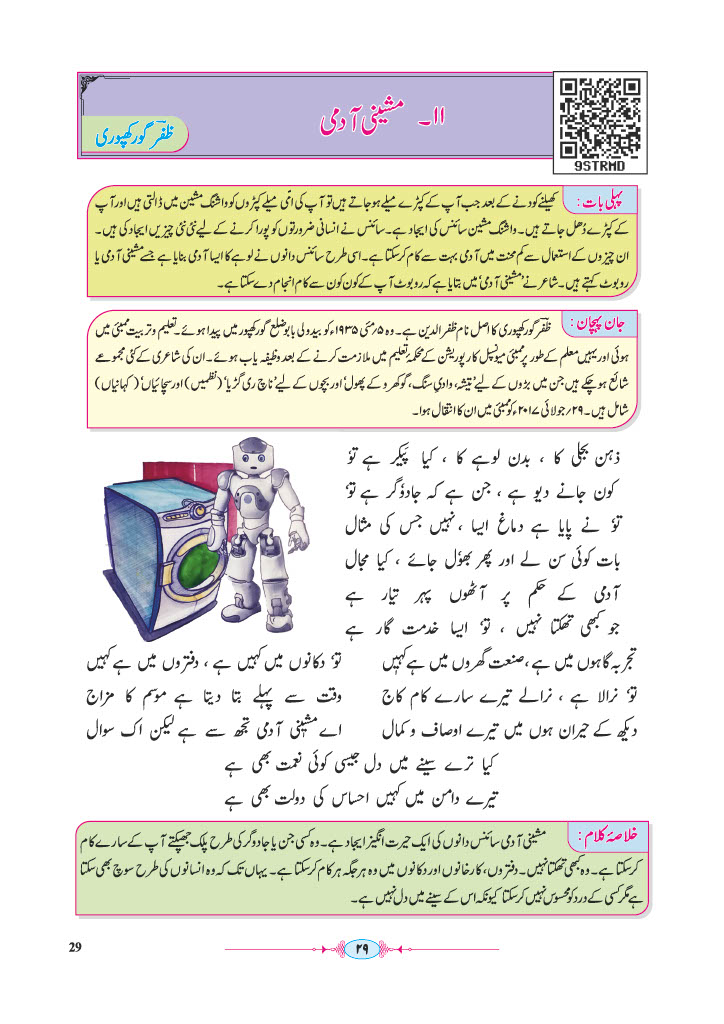 ۱۱۔ مشینی آدمی
ظفرؔ گورکھپوری
9STRMD
پہلی بات : کھیلنے کودنے کے بعد جب آپ کے کپڑے میلے ہو جاتے ہیں تو آپ کی امّی میلے کپڑوں کو واشنگ مشین میں ڈالتی ہیں اور آپ
کے کپڑے دُھل جاتے ہیں۔ واشنگ مشین سائنس کی ایجاد ہے۔ سائنس نے انسانی ضرورتوں کو پورا کرنے کے لیے نئی نئی چیزیں ایجاد کی ہیں۔
ان چیزوں کے استعمال سے کم محنت میں آدمی بہت سے کام کر سکتا ہے۔ اسی طرح سائنس دانوں نے لوہے کا ایسا آدمی بنایا ہے جسے مشینی آدمی یا
روبوٹ کہتے ہیں۔ شاعر نے ’مشینی آدمی‘ میں بتایا ہے کہ روبوٹ آپ کے کون کون سے کام انجام دے سکتا ہے۔
جان پہچان : ظفرؔ گورکھپوری کا اصل نام ظفر الدین ہے۔ وہ ۵؍مئی ۱۹۳۵ء کو بیدولی بابو ضلع گورکھپور میں پیدا ہوئے۔ تعلیم و تربیت ممبئی میں
ہوئی اور یہیں معلم کے طور پر ممبئی میونسپل کارپوریشن کے محکمۂ تعلیم میں ملازمت کرنے کے بعد وظیفہ یاب ہوئے۔ ان کی شاعری کے کئی مجموعے
شائع ہو چکے ہیں جن میں بڑوں کے لیے ’تیشہ، وادیِ سنگ، گوکھرو کے پھول‘ اور بچوں کے لیے ’ناچ ری گڑیا‘ (نظمیں) اور سچائیاں‘ (کہانیاں)
شامل ہیں۔ ۲۹؍جولائی ۲۰۱۷ء کو ممبئی میں ان کا انتقال ہوا۔
ذہن بجلی کا ، بدن لوہے کا ، کیا پیَکر ہے توٗ
کون جانے دیو ہے ، جن ہے کہ جادوٗگر ہے توٗ
توٗ نے پایا ہے دماغ ایسا ، نہیں جس کی مثال
بات کوئی سن لے اور پھر بھوٗل جائے ، کیا مجال
آدمی کے حکم پر آٹھوں پہر تیار ہے
جو کبھی تھکتا نہیں ، توٗ ایسا خدمت گار ہے
تجربہ گاہوں میں ہے ، صنعت گھروں میں ہے کہیں توٗ دکانوں میں کہیں ہے ، دفتروں میں ہے کہیں
توٗ نرالا ہے ، نرالے تیرے سارے کام کاج وقت سے پہلے بتا دیتا ہے موسم کا مزاج
دیکھ کے حیران ہوں میں تیرے اوصاف و کمال اے مشینی آدمی تجھ سے ہے لیکن اک سوال
کیا ترے سینے میں دل جیسی کوئی نعمت بھی ہے
تیرے دامن میں کہیں احساس کی دولت بھی ہے
خلاصۂ کلام : مشینی آدمی سائنس دانوں کی ایک حیرت انگیز ایجاد ہے۔ وہ کسی جن یا جادوگر کی طرح پلک جھپکتے آپ کے سارے کام
کر سکتا ہے۔ وہ کبھی تھکتا نہیں۔ دفتروں، کارخانوں اور دکانوں میں وہ ہر جگہ ہر کام کر سکتا ہے۔ یہاں تک کہ وہ انسانوں کی طرح سوچ بھی سکتا
ہے مگر کسی کے درد کو محسوس نہیں کر سکتا کیونکہ اس کے سینے میں دل نہیں ہے۔
29
۲۹